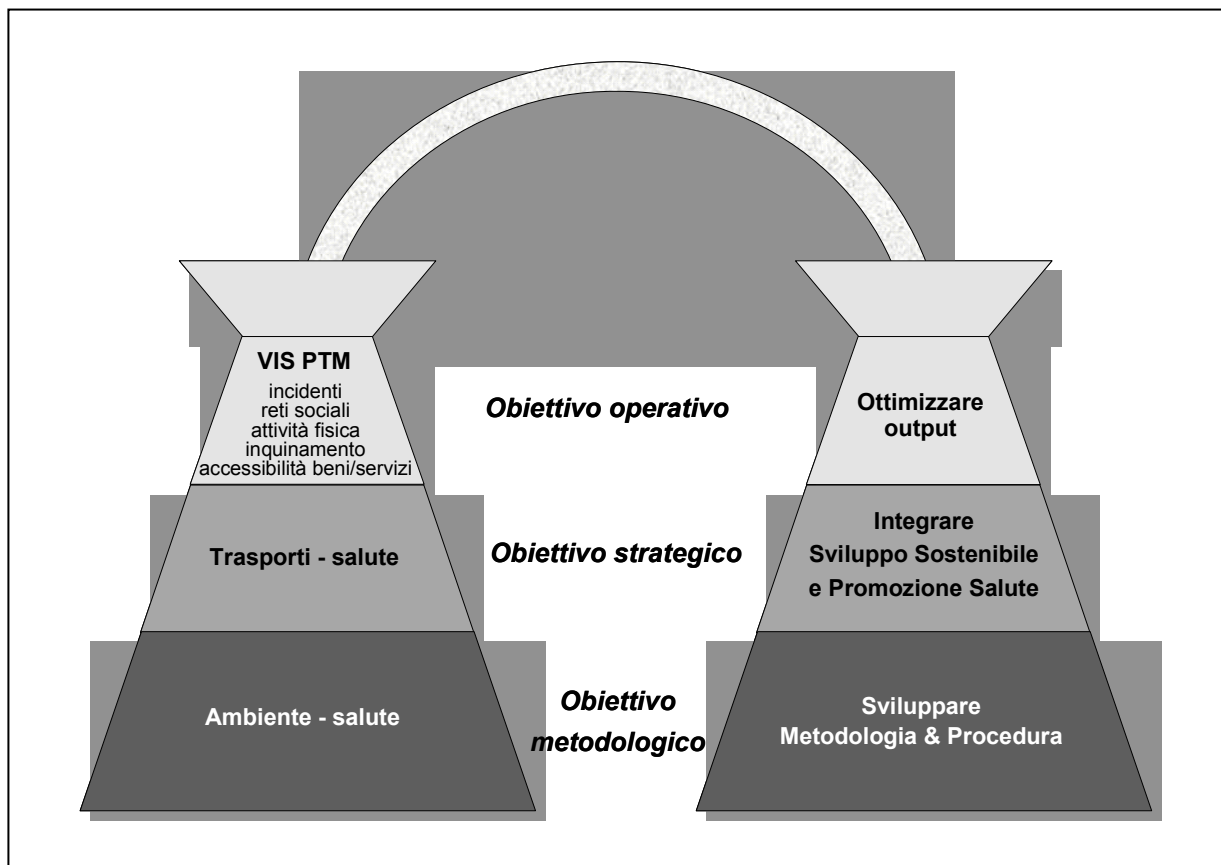 VIS PTM
incidenti
reti sociali
attività fisica
inquinamento
accessibilità beni/servizi
Obiettivo operativo
Ottimizzare
output
Trasporti - salute
Obiettivo strategico
Integrare
Sviluppo Sostenibile
e Promozione Salute
Ambiente - salute
Obiettivo
metodologico
Sviluppare
Metodologia & Procedura